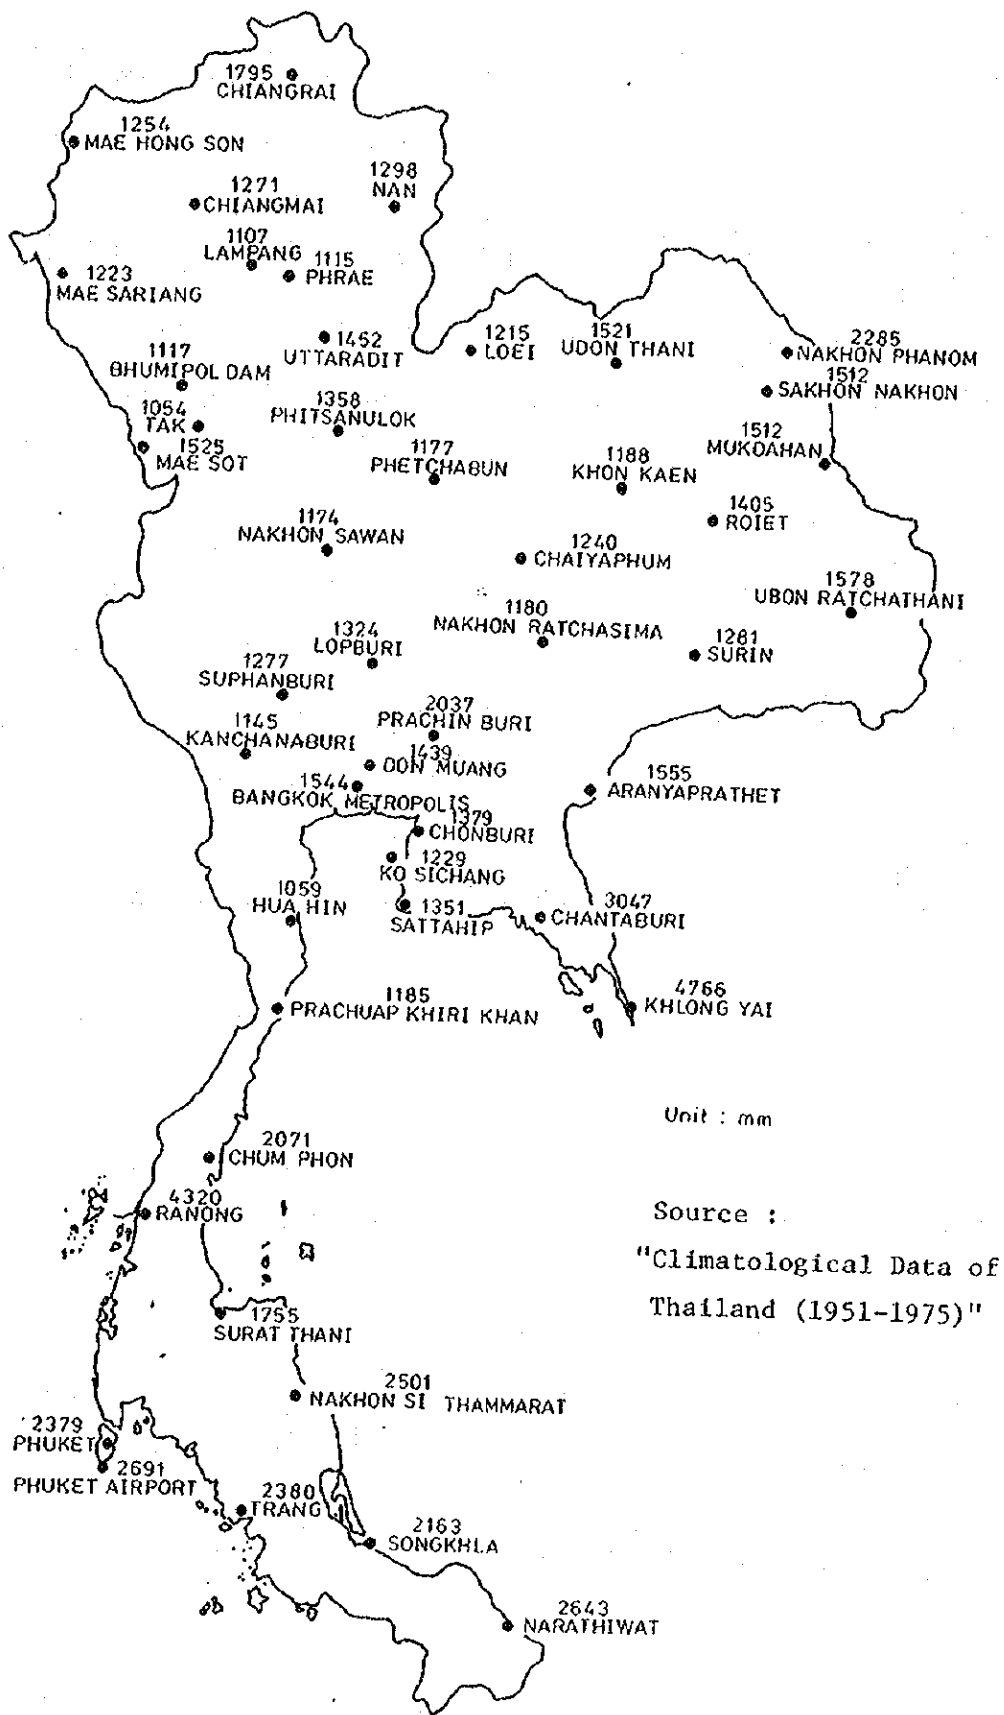 1795
CHIANGRAI
1254
MAE HONG SON
1298
NAN
1271
CHIANGMAI
1107
LAMPANG
1115
PHRAE
1223
MAE SARIANG
1452
UTTARADIT
1215
LOEI
1521
UDON THANI
2285
NAKHON PHANOM
1117
BHUMIPOL DAM
1512
SAKHON NAKHON
1358
PHITSANULOK
1054
TAK
1525
MAE SOT
1177
PHETCHABUN
1188
KHON KAEN
1512
MUKDAHAN
1405
ROIET
1174
NAKHON SAWAN
1240
CHAIYAPHUM
1578
UBON RATCHATHANI
1180
NAKHON RATCHASIMA
1281
SURIN
1324
LOPBURI
1277
SUPHANBURI
2037
PRACHIN BURI
1145
KANCHANABURI
1439
DON MUANG
1544
BANGKOK METROPOLIS
1555
ARANYAPRATHET
1379
CHONBURI
1229
KO SICHANG
1059
HUA HIN
1351
SATTAHIP
3047
CHANTABURI
4766
KHLONG YAI
1185
PRACHUAP KHIRI KHAN
Unit : mm
2071
CHUM PHON
4320
RANONG
Source :
"Climatological Data of
Thailand (1951-1975)"
1755
SURAT THANI
2501
NAKHON SI THAMMARAT
2379
PHUKET
2691
PHUKET AIRPORT
2380
TRANG
2163
SONGKHLA
2643
NARATHIWAT